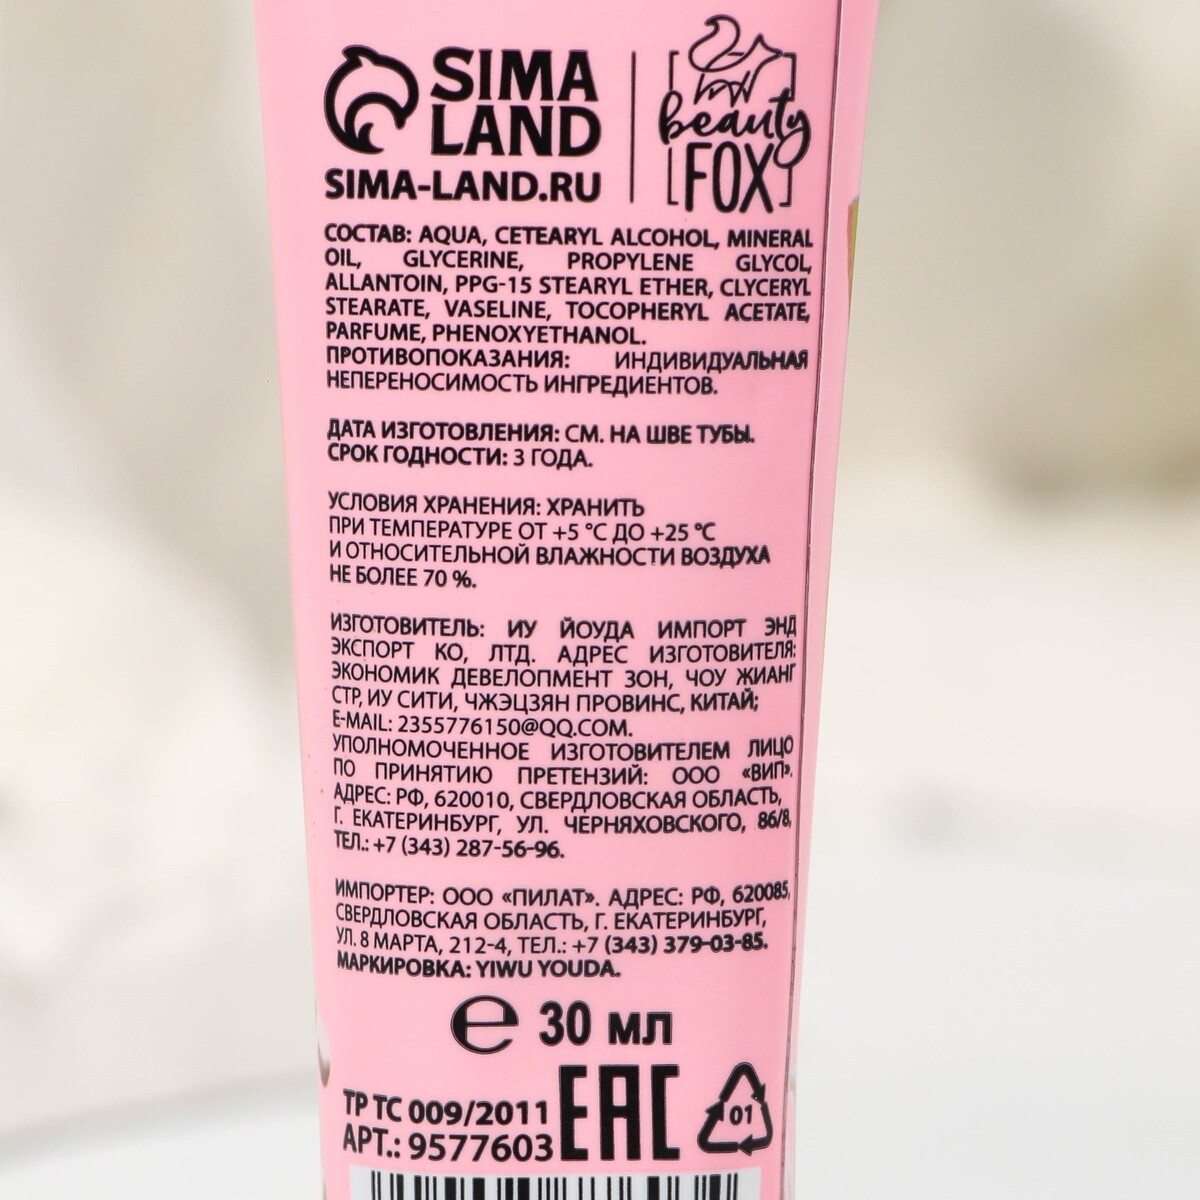 SIMA
LAND
SIMA-LAND.RU
beauty
FOX
СОСТАВ: AQUA, CETEARYL ALCOHOL, MINERAL
OIL, GLYCERINE, PROPYLENE GLYCOL,
ALLANTOIN, PPG-15 STEARYL ETHER, GLYCERYL
STEARATE, VASELINE, TOCOPHERYL ACETATE,
PARFUME, PHENOXYETHANOL.
ПРОТИВОПОКАЗАНИЯ: ИНДИВИДУАЛЬНАЯ
НЕПЕРЕНОСИМОСТЬ ИНГРЕДИЕНТОВ.
ДАТА ИЗГОТОВЛЕНИЯ: СМ. НА ШВЕ ТУБЫ.
СРОК ГОДНОСТИ: 3 ГОДА.
УСЛОВИЯ ХРАНЕНИЯ: ХРАНИТЬ
ПРИ ТЕМПЕРАТУРЕ ОТ +5 °С ДО +25 °С
И ОТНОСИТЕЛЬНОЙ ВЛАЖНОСТИ ВОЗДУХА
НЕ БОЛЕЕ 70 %.
ИЗГОТОВИТЕЛЬ: ИУ ЙОУДА ИМПОРТ ЭНД
ЭКСПОРТ КО, ЛТД. АДРЕС ИЗГОТОВИТЕЛЯ:
ЭКОНОМИК ДЕВЕЛОПМЕНТ ЗОН, ЧОУ ЖИАНГ
СТР, ИУ СИТИ, ЧЖЭЦЗЯН ПРОВИНС, КИТАЙ;
E-MAIL: 2355776150@QQ.COM.
УПОЛНОМОЧЕННОЕ ИЗГОТОВИТЕЛЕМ ЛИЦО
ПО ПРИНЯТИЮ ПРЕТЕНЗИЙ: ООО «ВИП».
АДРЕС: РФ, 620010, СВЕРДЛОВСКАЯ ОБЛАСТЬ,
Г. ЕКАТЕРИНБУРГ, УЛ. ЧЕРНЯХОВСКОГО, 86/8,
ТЕЛ.: +7 (343) 287-56-96.
ИМПОРТЕР: ООО «ПИЛАТ». АДРЕС: РФ, 620085,
СВЕРДЛОВСКАЯ ОБЛАСТЬ, Г. ЕКАТЕРИНБУРГ,
УЛ. 8 МАРТА, 212-4, ТЕЛ.: +7 (343) 379-03-85.
МАРКИРОВКА: YIWU YOUDA.
℮ 30 мл
ТР ТС 009/2011
АРТ.: 9577603
EAC
01